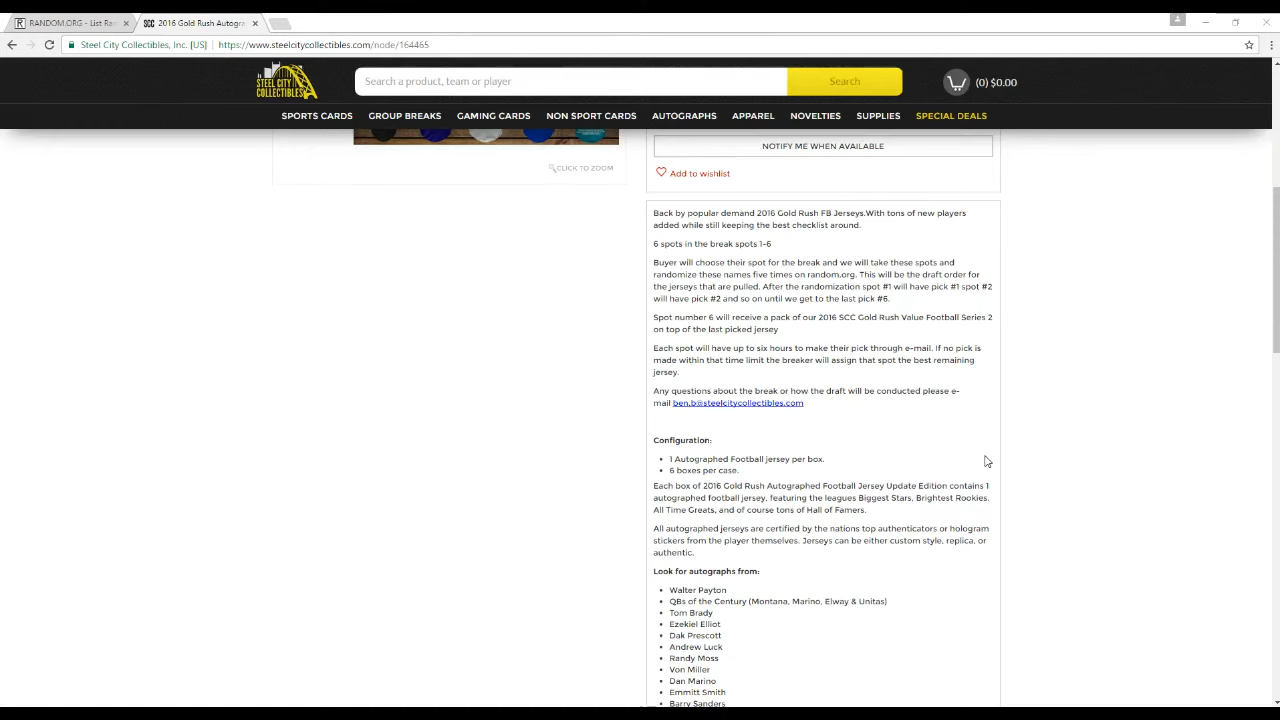 RANDOM.ORG - List Ran
SCC 2016 Gold Rush Autogra
Steel City Collectibles, Inc. [US] https://www.steelcitycollectibles.com/node/164465
STEEL CITY
COLLECTIBLES
Search a product, team or player
Search
(0) $0.00
SPORTS CARDS GROUP BREAKS GAMING CARDS NON SPORT CARDS AUTOGRAPHS APPAREL NOVELTIES SUPPLIES SPECIAL DEALS
NOTIFY ME WHEN AVAILABLE
CLICK TO ZOOM
Add to wishlist
Back by popular demand 2016 Gold Rush FB Jerseys.With tons of new players
added while still keeping the best checklist around.
6 spots in the break spots 1-6
Buyer will choose their spot for the break and we will take these spots and
randomize these names five times on random.org. This will be the draft order for
the jerseys that are pulled. After the randomization spot #1 will have pick #1 spot #2
will have pick #2 and so on until we get to the last pick #6.
Spot number 6 will receive a pack of our 2016 SCC Gold Rush Value Football Series 2
on top of the last picked jersey
Each spot will have up to six hours to make their pick through e-mail. If no pick is
made within that time limit the breaker will assign that spot the best remaining
jersey.
Any questions about the break or how the draft will be conducted please e-
mail ben.b@steelcitycollectibles.com
Configuration:
• 1 Autographed Football jersey per box.
• 6 boxes per case.
Each box of 2016 Gold Rush Autographed Football Jersey Update Edition contains 1
autographed football jersey, featuring the leagues Biggest Stars, Brightest Rookies,
All Time Greats, and of course tons of Hall of Famers.
All autographed jerseys are certified by the nations top authenticators or hologram
stickers from the player themselves. Jerseys can be either custom style, replica, or
authentic.
Look for autographs from:
• Walter Payton
• QBs of the Century (Montana, Marino, Elway & Unitas)
• Tom Brady
• Ezekiel Elliot
• Dak Prescott
• Andrew Luck
• Randy Moss
• Von Miller
• Dan Marino
• Emmitt Smith
• Barry Sanders